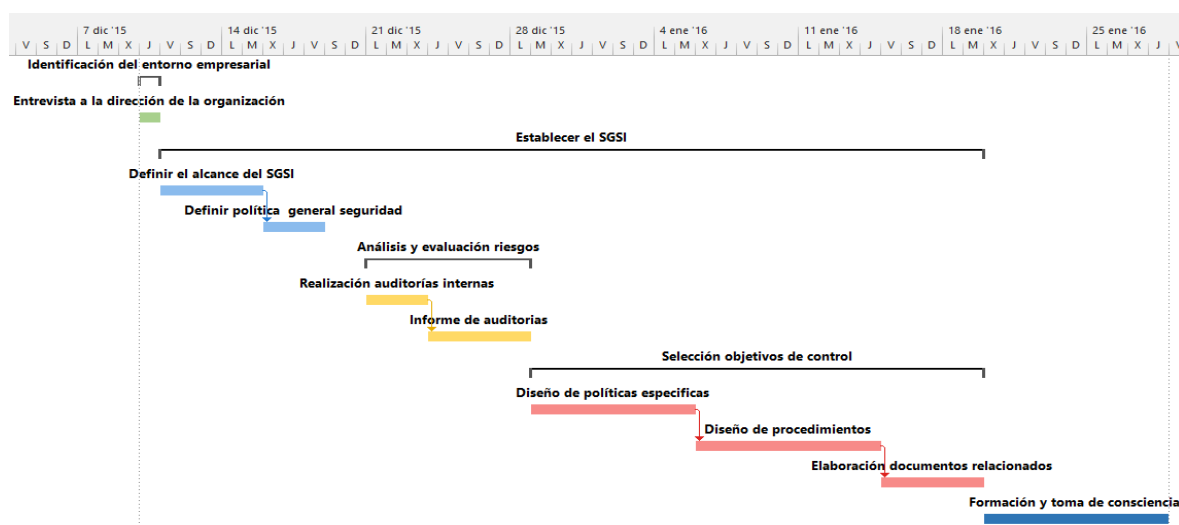 7 dic '15 14 dic '15 21 dic '15 28 dic '15 4 ene '16 11 ene '16 18 ene '16 25 ene '16
V S D L M X J V S D L M X J V S D L M X J V S D L M X J V S D L M X J V S D L M X J V S D L M X J V S D L M X J V
Identificación del entorno empresarial
Entrevista a la dirección de la organización
Establecer el SGSI
Definir el alcance del SGSI
Definir política general seguridad
Análisis y evaluación riesgos
Realización auditorías internas
Informe de auditorias
Selección objetivos de control
Diseño de políticas especificas
Diseño de procedimientos
Elaboración documentos relacionados
Formación y toma de consciencia